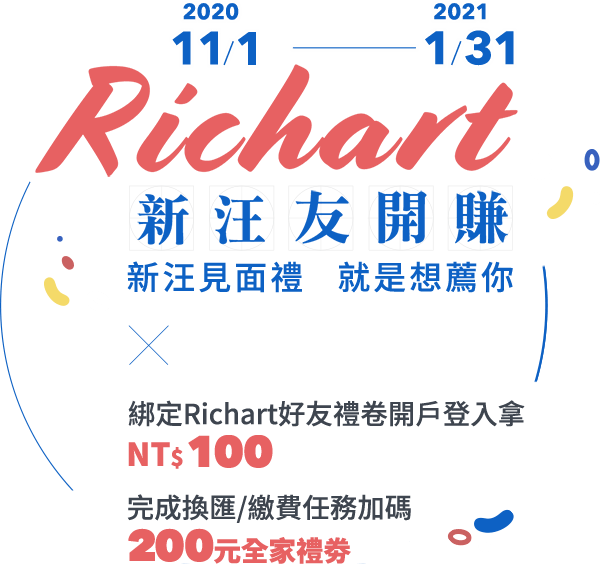 2020 2021
11/1 1/31
Richart
新汪友開賺
新汪見面禮 就是想薦你
綁定Richart好友禮卷開戶登入拿
NT$100
完成換匯/繳費任務加碼
200元全家禮券